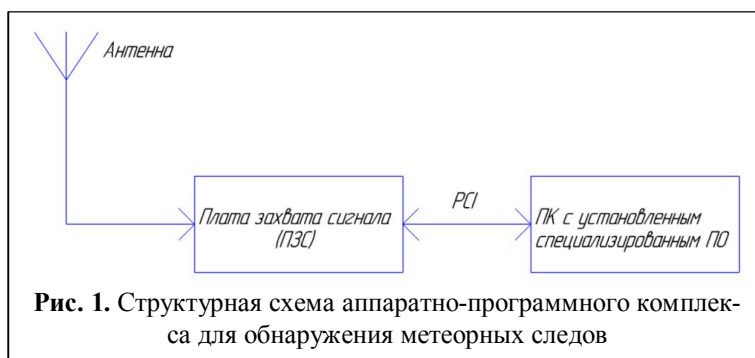 Антенна
Плата захвата сигнала
(ПЗС)
PCI
ПК с установленным
специализированным ПО
Рис. 1. Структурная схема аппаратно-программного комплек-
са для обнаружения метеорных следов